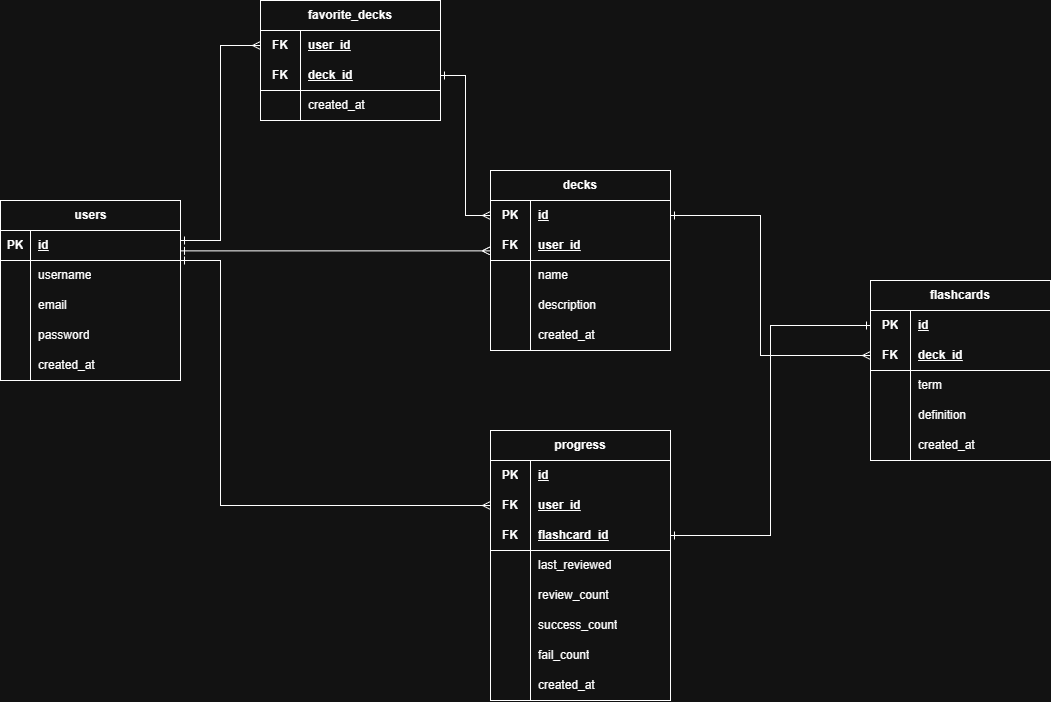 favorite_decks
FK user_id
FK deck_id
created_at
users
PK id
username
email
password
created_at
decks
PK id
FK user_id
name
description
created_at
flashcards
PK id
FK deck_id
term
definition
created_at
progress
PK id
FK user_id
FK flashcard_id
last_reviewed
review_count
success_count
fail_count
created_at